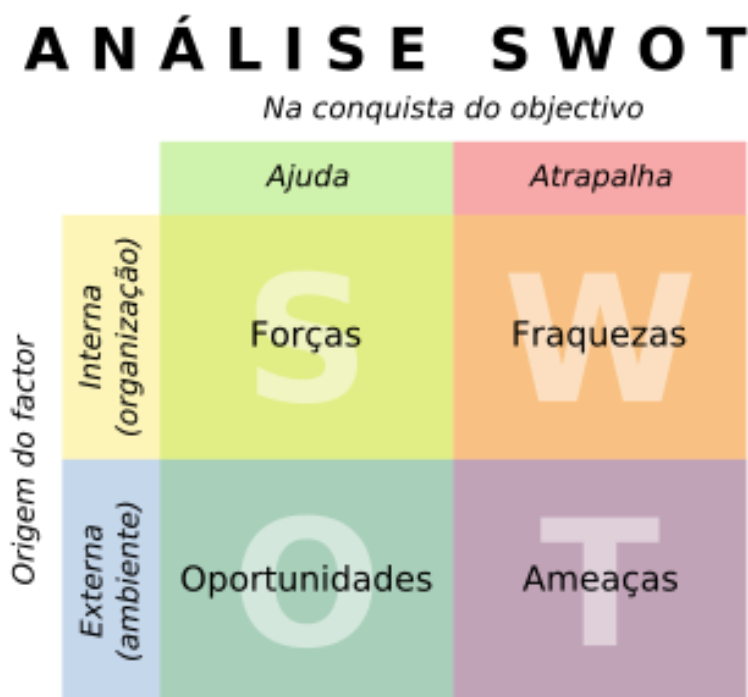 ANÁLISE SWOT
Na conquista do objectivo
Ajuda
Atrapalha
Origem do factor
Interna
(organização)
S
Forças
W
Fraquezas
Externa
(ambiente)
O
Oportunidades
T
Ameaças